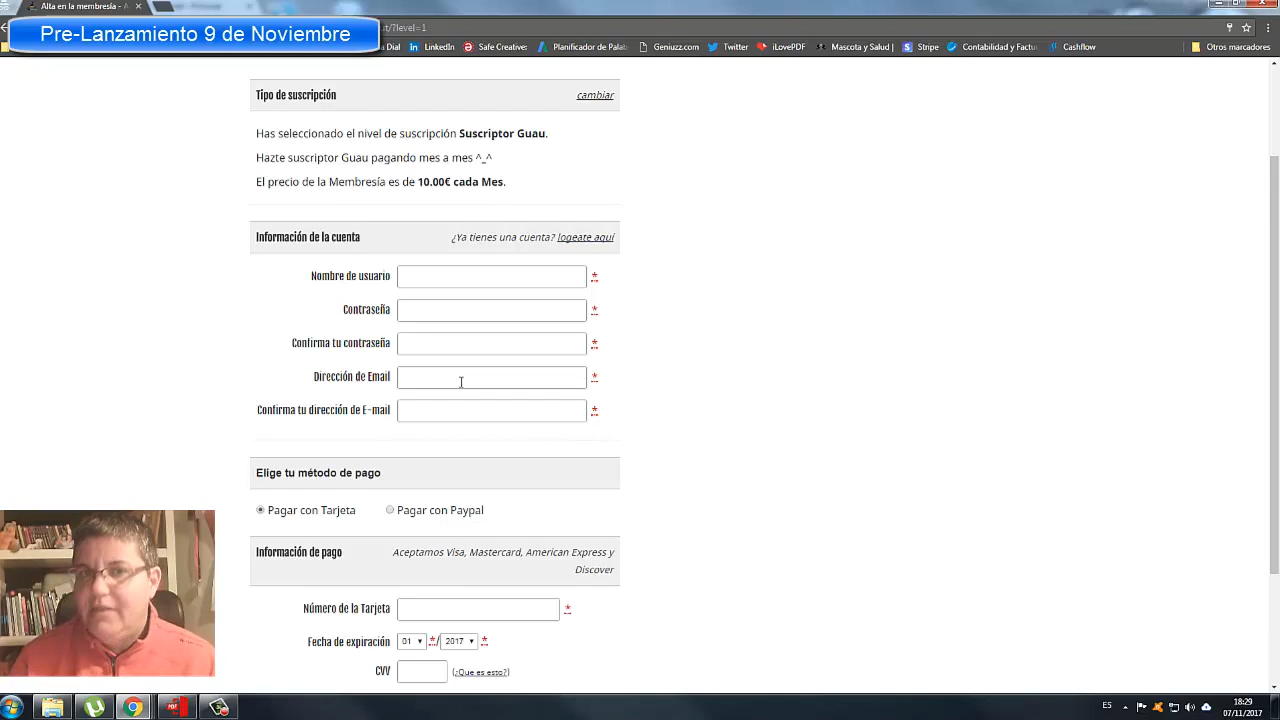 Alta en la membresía - A
Pre-Lanzamiento 9 de Noviembre
ut/?level=1
Dial
LinkedIn
Safe Creative:
Planificador de Palab
Geniuzz.com
Twitter
iLovePDF
Mascota y Salud |
Stripe
Contabilidad y Factu
Cashflow
Otros marcadores
Tipo de suscripción
cambiar
Has seleccionado el nivel de suscripción Suscriptor Guau.
Hazte suscriptor Guau pagando mes a mes ^_^
El precio de la Membresía es de 10.00€ cada Mes.
Información de la cuenta
¿Ya tienes una cuenta? logeate aquí
Nombre de usuario *
Contraseña *
Confirma tu contraseña *
Dirección de Email *
Confirma tu dirección de E-mail *
Elige tu método de pago
Pagar con Tarjeta
Pagar con Paypal
Información de pago
Aceptamos Visa, Mastercard, American Express y
Discover
Número de la Tarjeta *
Fecha de expiración 01 */ 2017 *
CVV (¿Que es esto?)
ES
18:29
07/11/2017